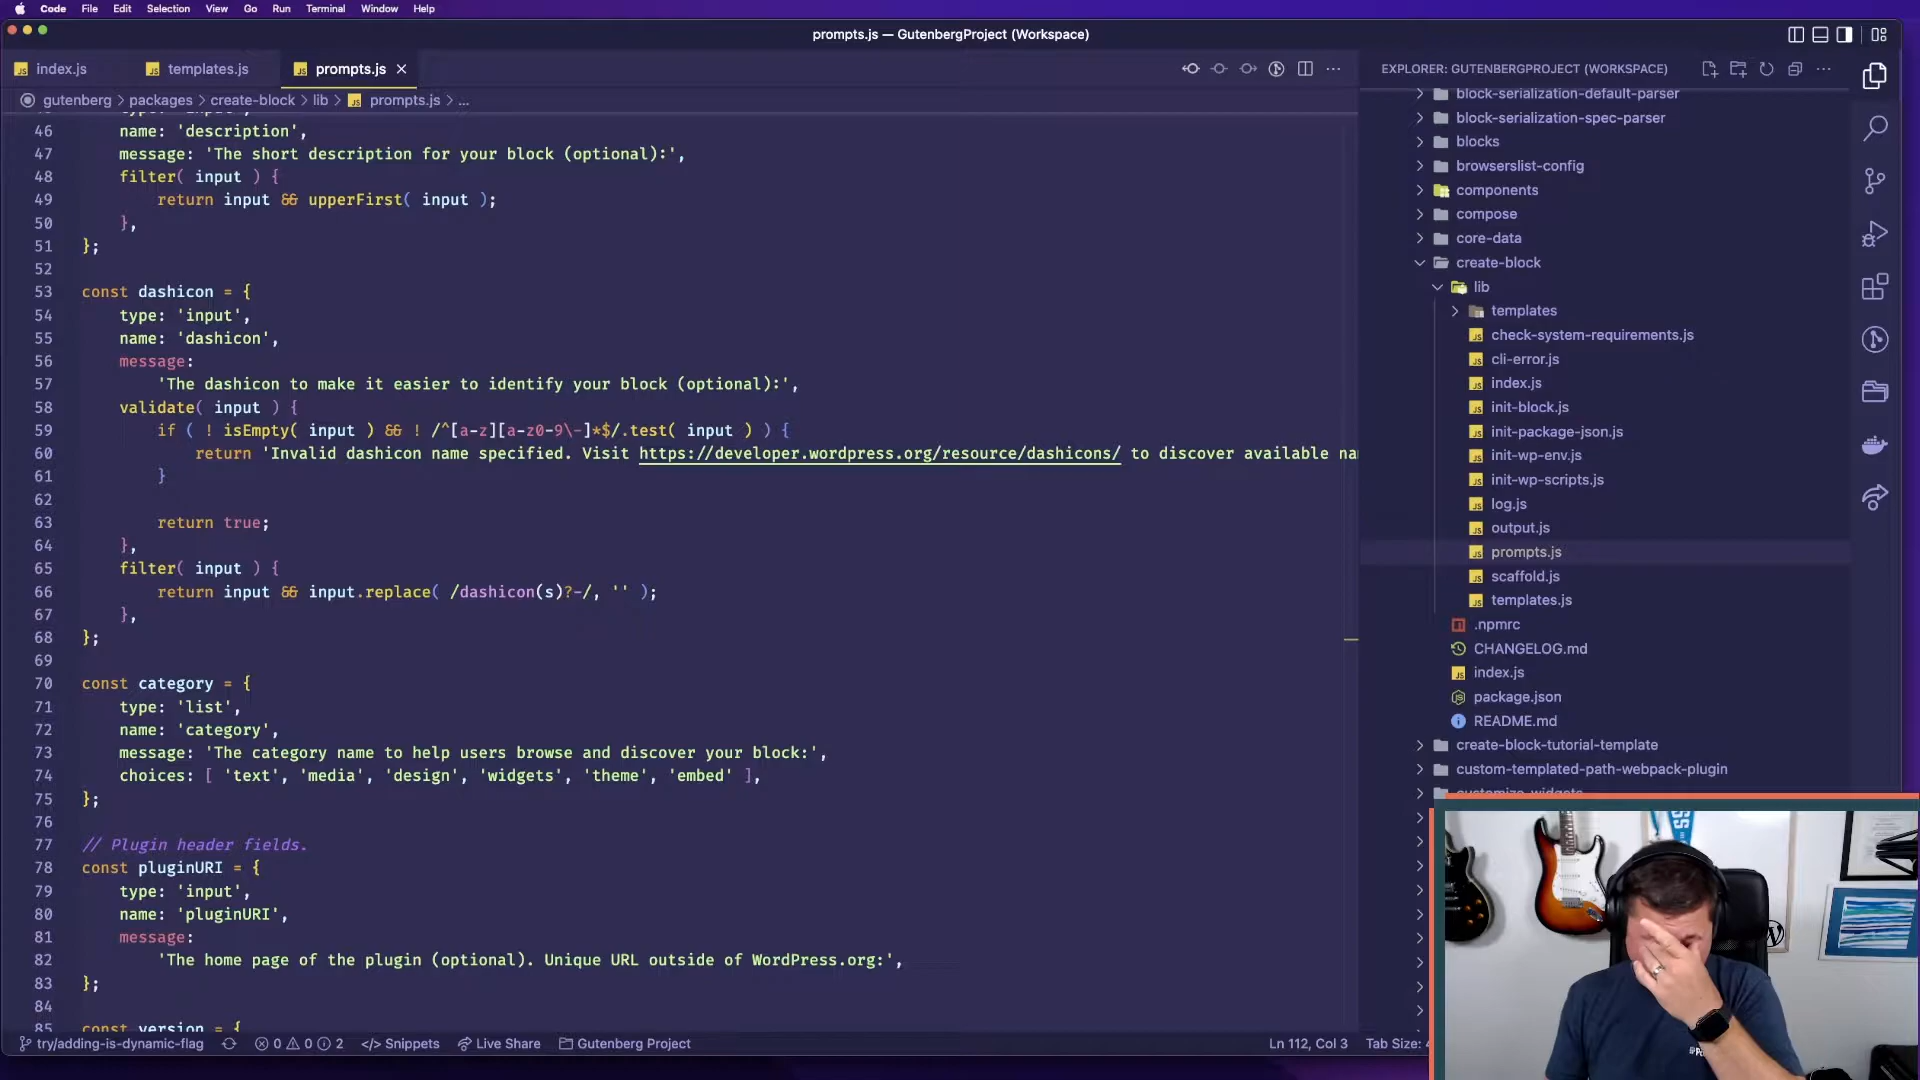 Code File Edit Selection View Go Run Terminal Window Help
prompts.js — GutenbergProject (Workspace)
index.js templates.js prompts.js
gutenberg > packages > create-block > lib > prompts.js > ...
46 name: 'description',
47 message: 'The short description for your block (optional):',
48 filter( input ) {
49 return input && upperFirst( input );
50 },
51 };
52
53 const dashicon = {
54 type: 'input',
55 name: 'dashicon',
56 message:
57 'The dashicon to make it easier to identify your block (optional):',
58 validate( input ) {
59 if ( ! isEmpty( input ) && ! /^[a-z][a-z0-9\-]*$/.test( input ) ) {
60 return 'Invalid dashicon name specified. Visit https://developer.wordpress.org/resource/dashicons/ to discover available na
61 }
62
63 return true;
64 },
65 filter( input ) {
66 return input && input.replace( /dashicon(s)?-/, '' );
67 },
68 };
69
70 const category = {
71 type: 'list',
72 name: 'category',
73 message: 'The category name to help users browse and discover your block:',
74 choices: [ 'text', 'media', 'design', 'widgets', 'theme', 'embed' ],
75 };
76
77 // Plugin header fields.
78 const pluginURI = {
79 type: 'input',
80 name: 'pluginURI',
81 message:
82 'The home page of the plugin (optional). Unique URL outside of WordPress.org:',
83 };
84
85 const version = {
EXPLORER: GUTENBERGPROJECT (WORKSPACE)
block-serialization-default-parser
block-serialization-spec-parser
blocks
browserslist-config
components
compose
core-data
create-block
lib
templates
check-system-requirements.js
cli-error.js
index.js
init-block.js
init-package-json.js
init-wp-env.js
init-wp-scripts.js
log.js
output.js
prompts.js
scaffold.js
templates.js
.npmrc
CHANGELOG.md
index.js
package.json
README.md
create-block-tutorial-template
custom-templated-path-webpack-plugin
customize-widgets
try/adding-is-dynamic-flag 0 0 2 </> Snippets Live Share Gutenberg Project Ln 112, Col 3 Tab Size: